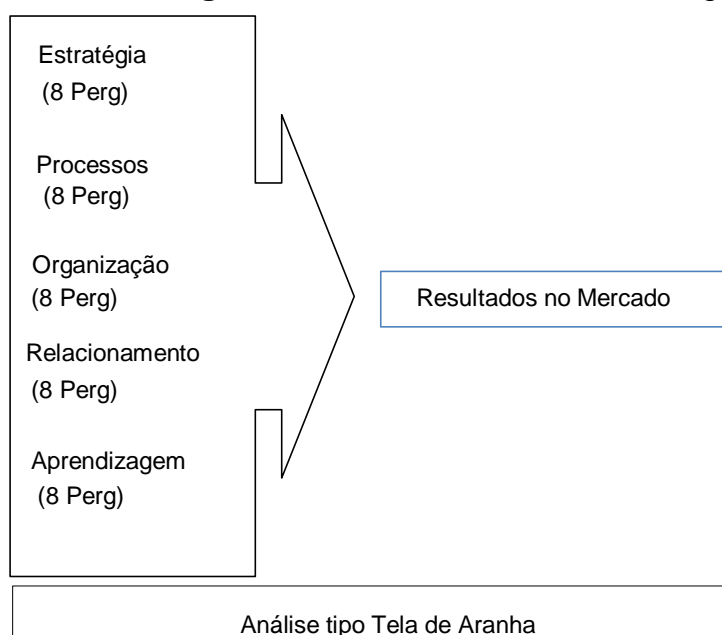 Estratégia
(8 Perg)
Processos
(8 Perg)
Organização
(8 Perg)
Relacionamento
(8 Perg)
Aprendizagem
(8 Perg)
Resultados no Mercado
Análise tipo Tela de Aranha